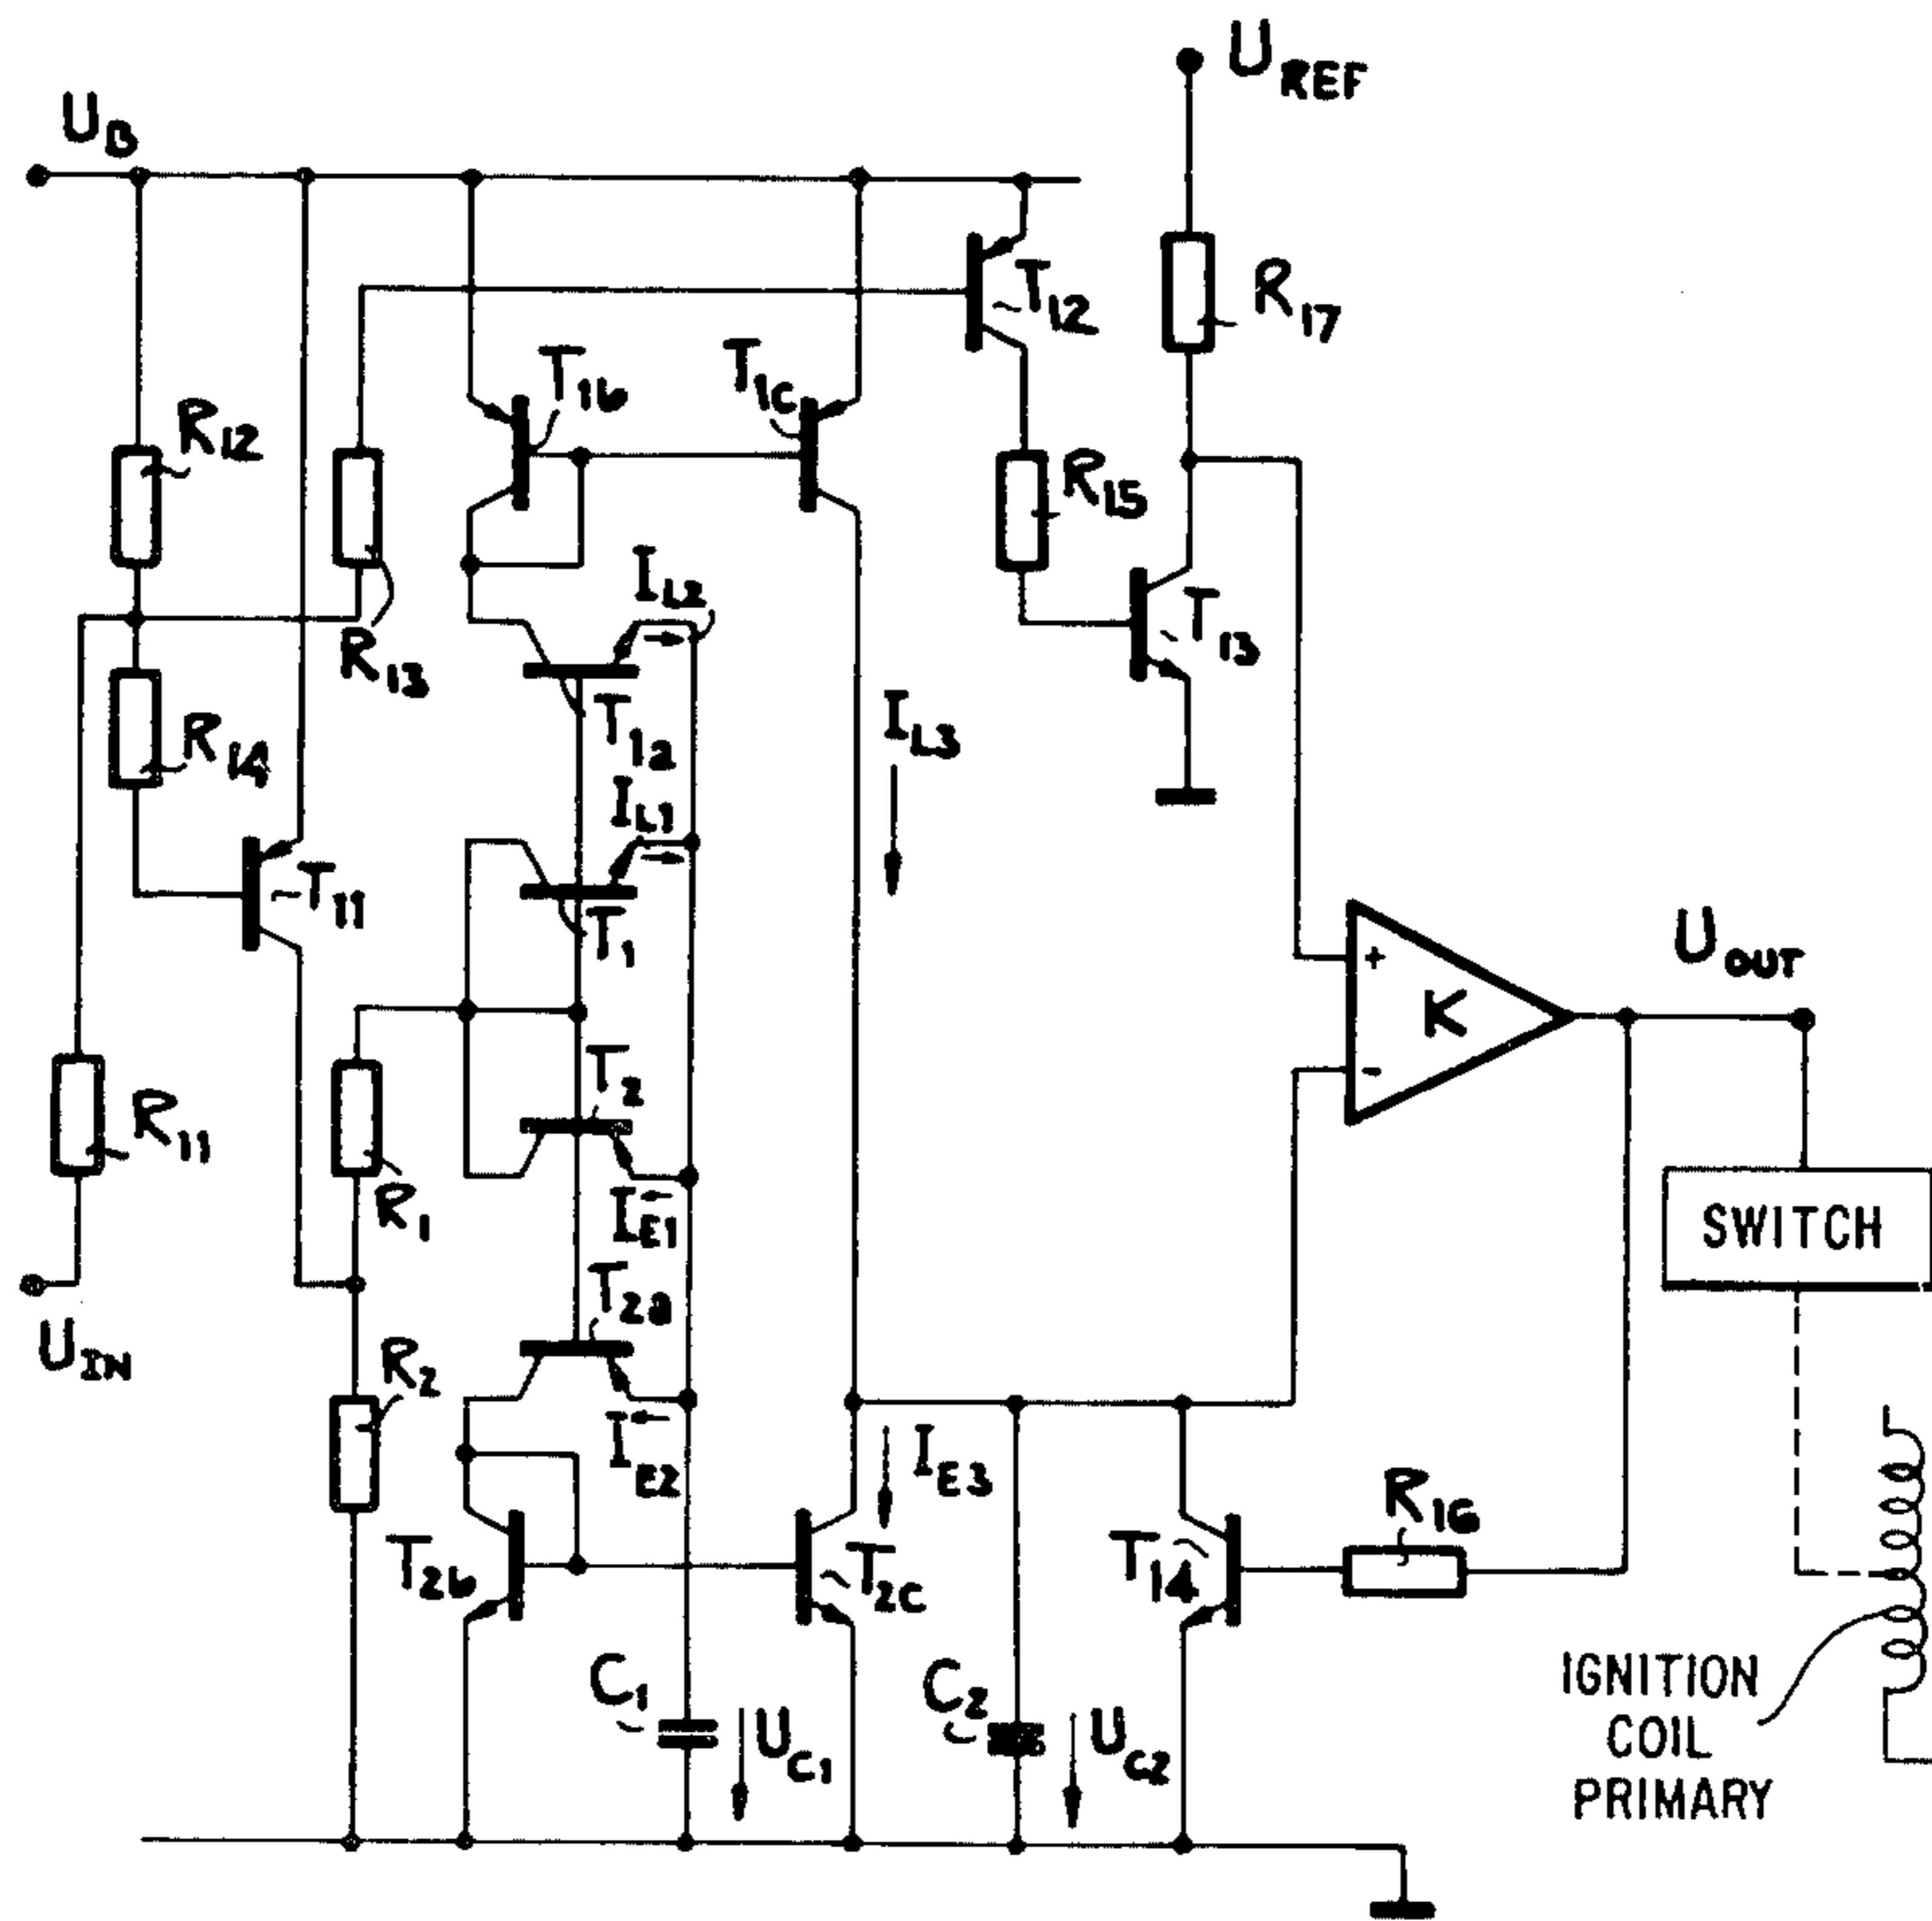 U_REF
U_B
R_12
T_1b
T_1c
T_12
R_17
R_15
I_L2
R_13
T_13
R_14
T_1a
I_L3
I_L1
T_11
T_1
+
K
-
U_OUT
T_2
R_11
R_1
I_E1
SWITCH
T_2a
U_IN
R_2
I_E2
I_E3
R_16
T_2b
T_2c
T_14
C_1
U_C1
C_2
U_C2
IGNITION
COIL
PRIMARY